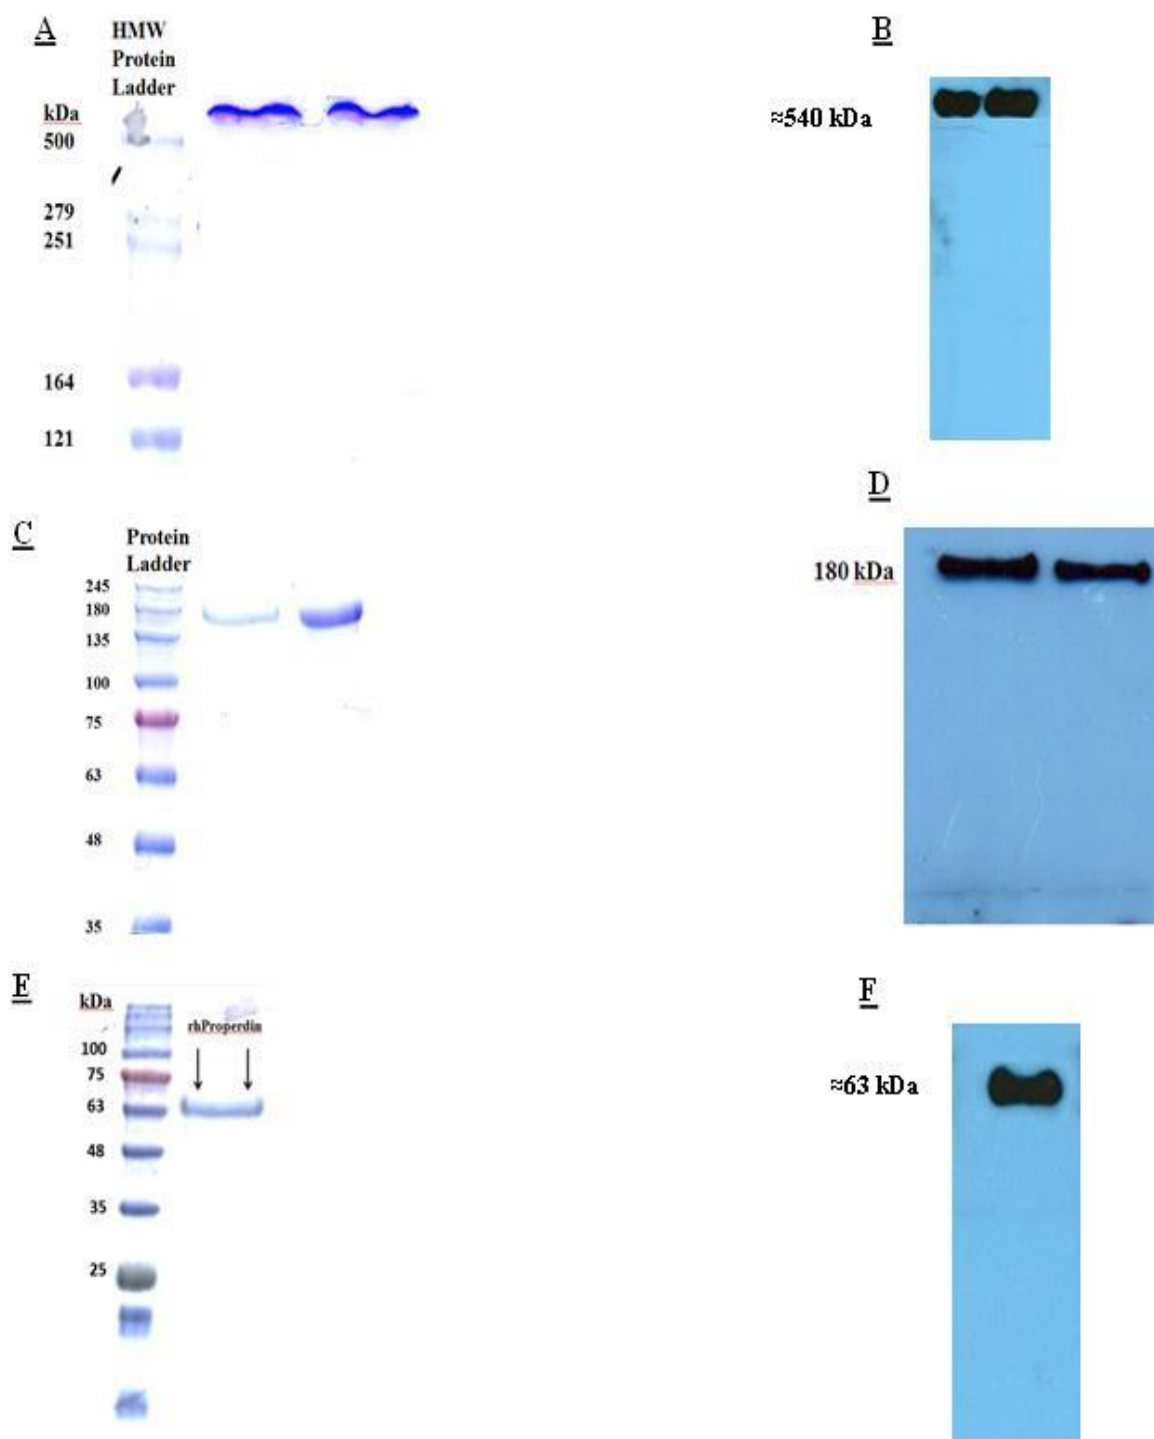 A
HMW
Protein
Ladder
kDa
500
279
251
164
121
B
≈540 kDa
C
Protein
Ladder
245
180
135
100
75
63
48
35
D
180 kDa
E
kDa
rhProperdin
100
75
63
48
35
25
F
≈63 kDa